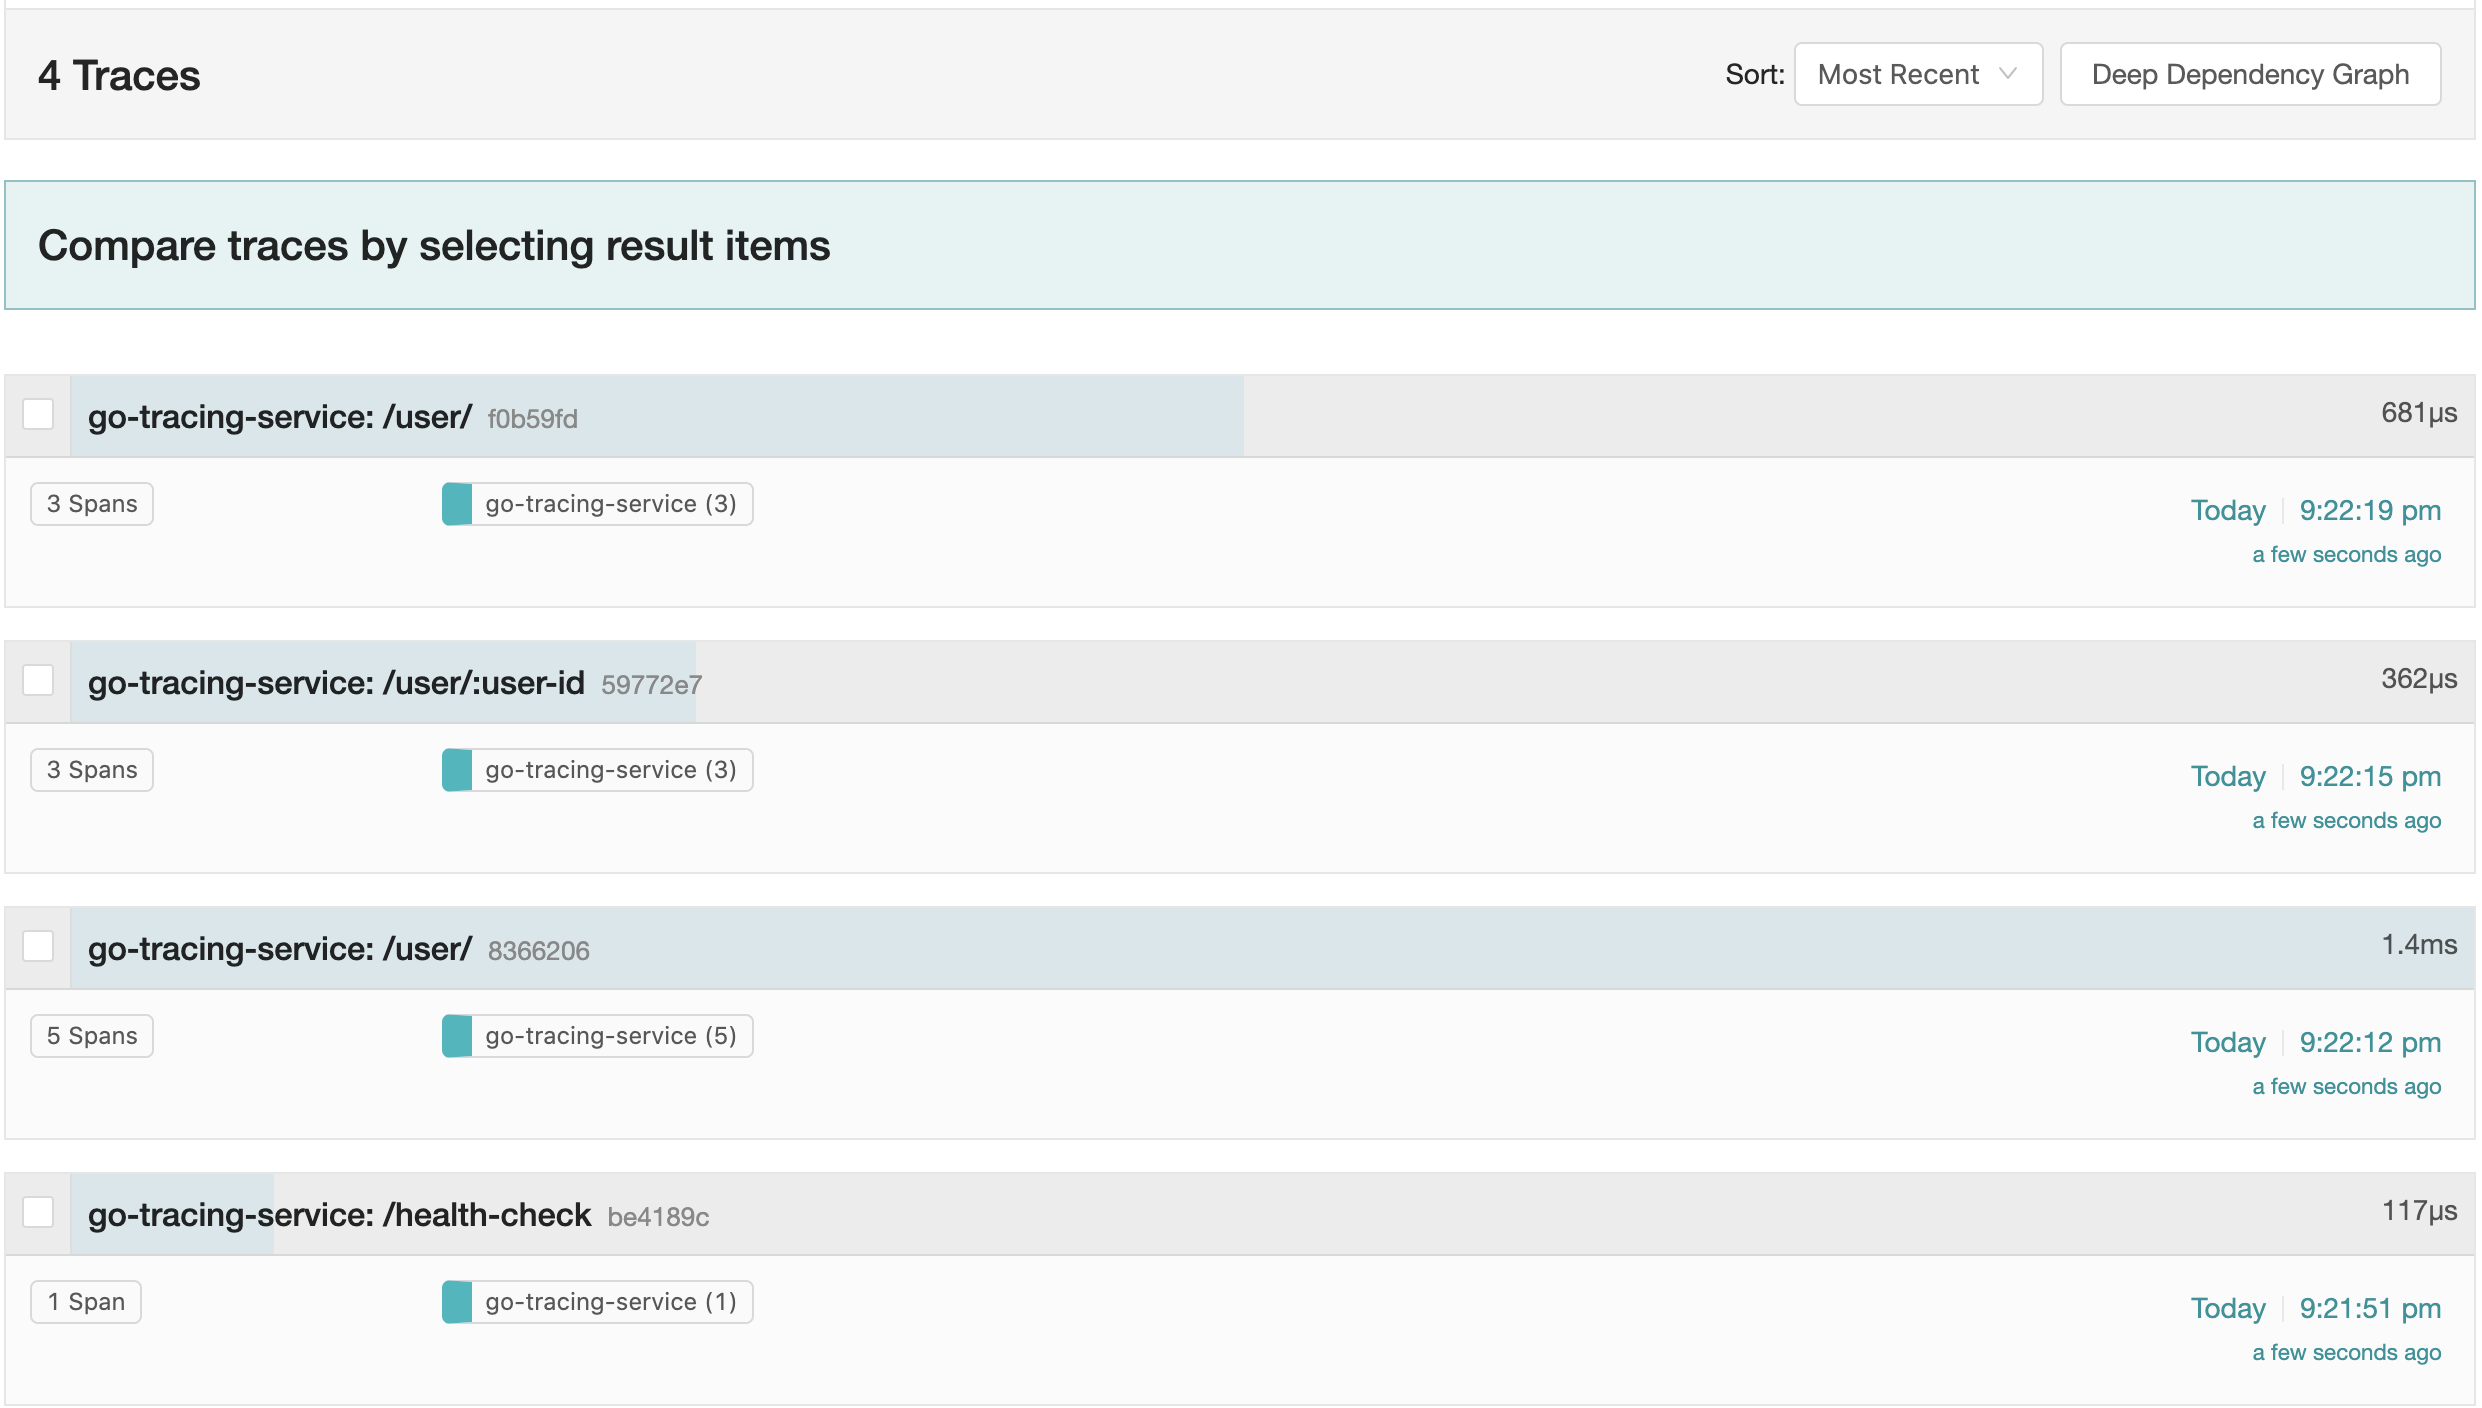 4 Traces
Sort: Most Recent Deep Dependency Graph
Compare traces by selecting result items
go-tracing-service: /user/ f0b59fd 681µs
3 Spans go-tracing-service (3) Today 9:22:19 pm
a few seconds ago
go-tracing-service: /user/:user-id 59772e7 362µs
3 Spans go-tracing-service (3) Today 9:22:15 pm
a few seconds ago
go-tracing-service: /user/ 8366206 1.4ms
5 Spans go-tracing-service (5) Today 9:22:12 pm
a few seconds ago
go-tracing-service: /health-check be4189c 117µs
1 Span go-tracing-service (1) Today 9:21:51 pm
a few seconds ago